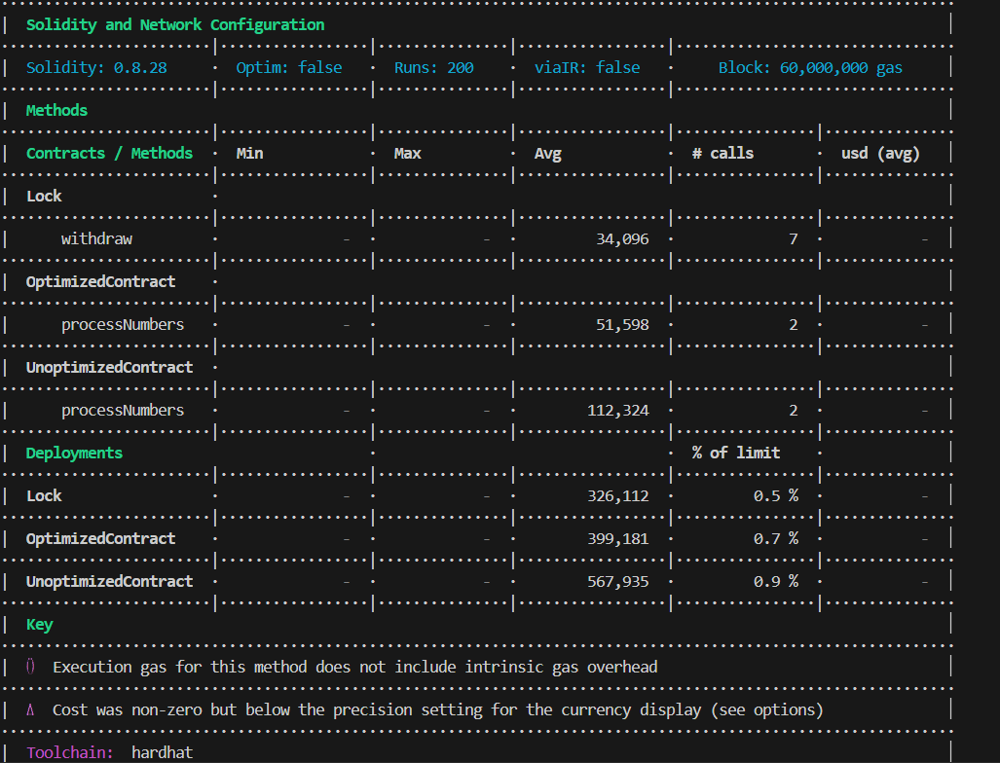 Solidity and Network Configuration
Solidity: 0.8.28 · Optim: false · Runs: 200 · viaIR: false · Block: 60,000,000 gas
Methods
Contracts / Methods · Min · Max · Avg · # calls · usd (avg)
Lock ·
withdraw · - · - · 34,096 · 7 · -
OptimizedContract ·
processNumbers · - · - · 51,598 · 2 · -
UnoptimizedContract ·
processNumbers · - · - · 112,324 · 2 · -
Deployments · · % of limit ·
Lock · - · - · 326,112 · 0.5 % · -
OptimizedContract · - · - · 399,181 · 0.7 % · -
UnoptimizedContract · - · - · 567,935 · 0.9 % · -
Key
() Execution gas for this method does not include intrinsic gas overhead
Δ Cost was non-zero but below the precision setting for the currency display (see options)
Toolchain: hardhat